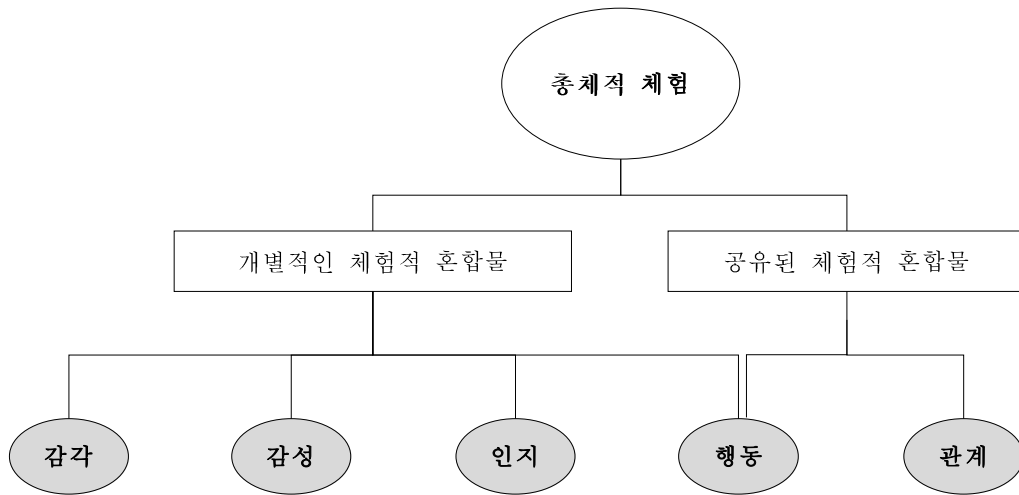 총체적 체험
개별적인 체험적 혼합물
공유된 체험적 혼합물
감각
감성
인지
행동
관계